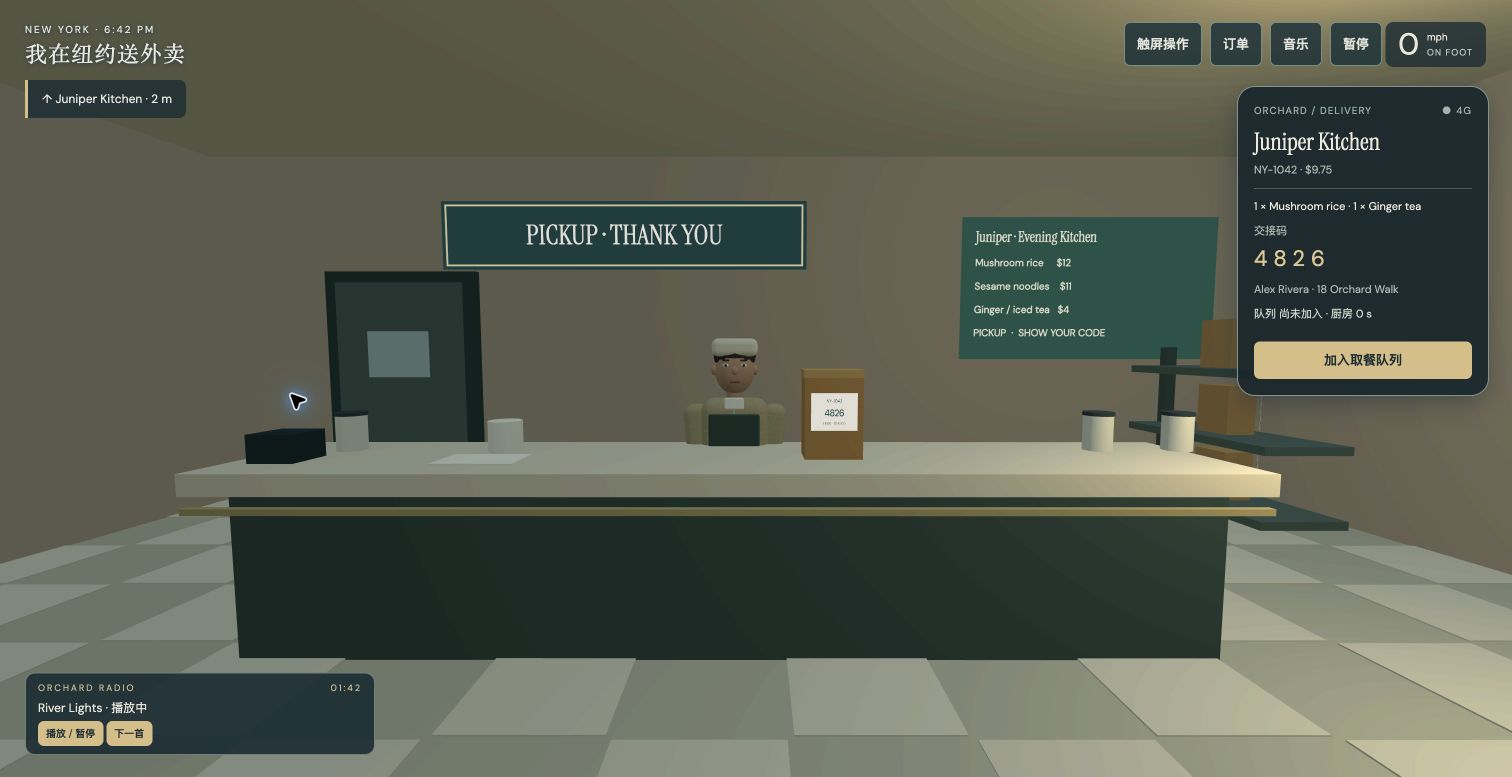 NEW YORK · 6:42 PM
我在纽约送外卖
↑ Juniper Kitchen · 2 m
触屏操作
订单
音乐
暂停
0 mph
ON FOOT
ORCHARD / DELIVERY
4G
Juniper Kitchen
NY-1042 · $9.75
1 × Mushroom rice · 1 × Ginger tea
交接码
4826
Alex Rivera · 18 Orchard Walk
队列 尚未加入 · 厨房 0 s
加入取餐队列
PICKUP · THANK YOU
Juniper · Evening Kitchen
Mushroom rice $12
Sesame noodles $11
Ginger / iced tea $4
PICKUP · SHOW YOUR CODE
NY-1042
4826
ORCHARD RADIO
01:42
River Lights · 播放中
播放 / 暂停
下一首